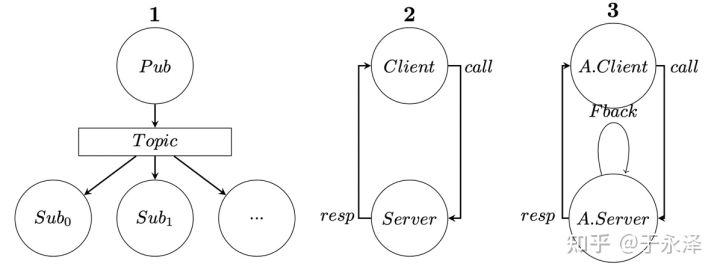 1
Pub
Topic
Sub0
Sub1
...
2
Client
call
resp
Server
3
A.Client
call
Fback
resp
A.Server
知乎 @于永泽